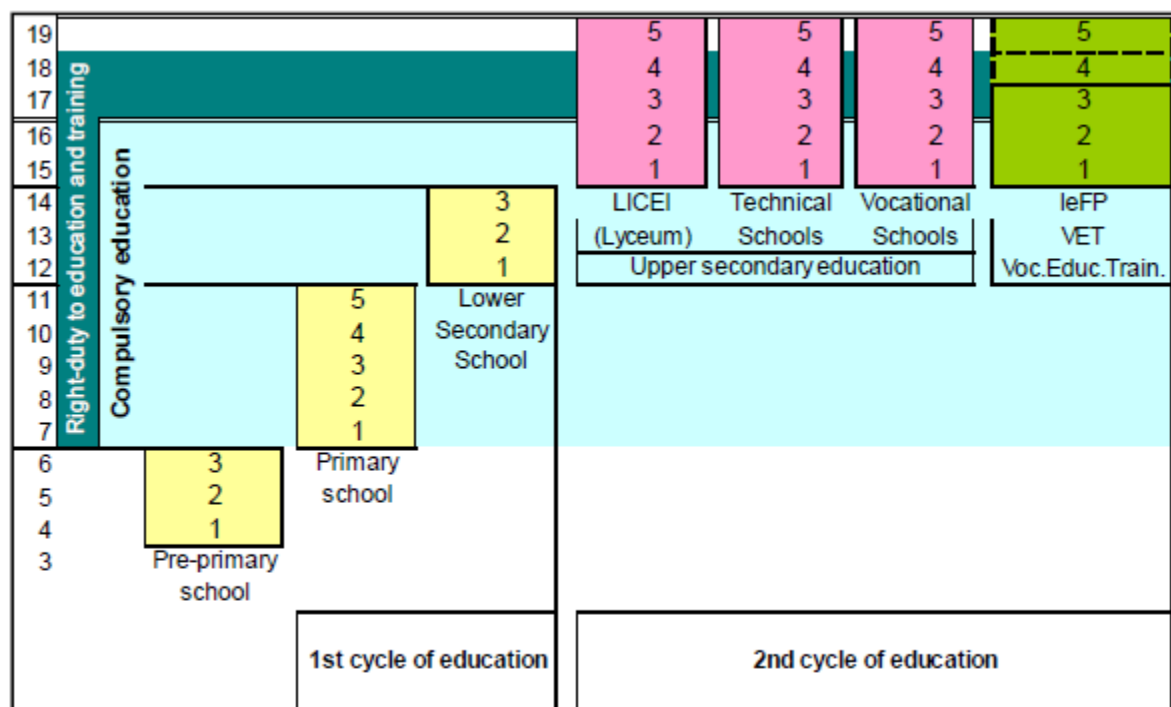 19 5 5 5 5
18 4 4 4 4
17 3 3 3 3
16 2 2 2 2
15 1 1 1 1
Right-duty to education and training
Compulsory education
14 3 LICEI Technical Vocational IeFP
13 2 (Lyceum) Schools Schools VET
12 1 Upper secondary education Voc.Educ.Train.
11 5 Lower
10 4 Secondary
9 3 School
8 2
7 1
6 3 Primary
5 2 school
4 1
3 Pre-primary
school
1st cycle of education 2nd cycle of education